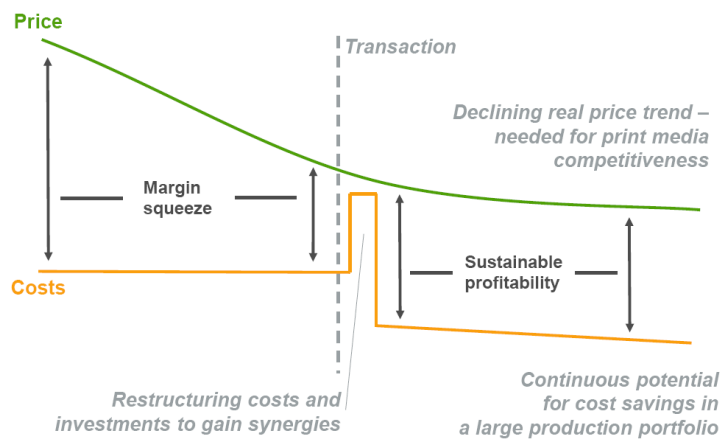 Price
Transaction
Declining real price trend –
needed for print media
competitiveness
Margin
squeeze
Sustainable
profitability
Costs
Restructuring costs and
investments to gain synergies
Continuous potential
for cost savings in
a large production portfolio